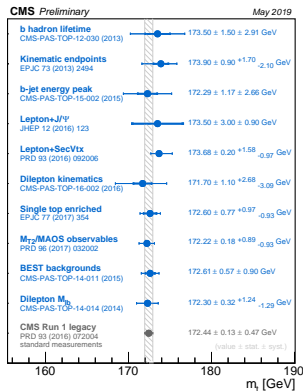 CMS Preliminary May 2019
b hadron lifetime
CMS-PAS-TOP-12-030 (2013)
173.50 ± 1.50 ± 2.91 GeV
Kinematic endpoints
EPJC 73 (2013) 2494
173.90 ± 0.90 +1.70 -2.10 GeV
b-jet energy peak
CMS-PAS-TOP-15-002 (2015)
172.29 ± 1.17 ± 2.66 GeV
Lepton+J/Ψ
JHEP 12 (2016) 123
173.50 ± 3.00 ± 0.90 GeV
Lepton+SecVtx
PRD 93 (2016) 092006
173.68 ± 0.20 +1.58 -0.97 GeV
Dilepton kinematics
CMS-PAS-TOP-16-002 (2016)
171.70 ± 1.10 +2.68 -3.09 GeV
Single top enriched
EPJC 77 (2017) 354
172.60 ± 0.77 +0.97 -0.93 GeV
MT2/MAOS observables
PRD 96 (2017) 032002
172.22 ± 0.18 +0.89 -0.93 GeV
BEST backgrounds
CMS-PAS-TOP-14-011 (2015)
172.61 ± 0.57 ± 0.90 GeV
Dilepton Mlb
CMS-PAS-TOP-14-014 (2014)
172.30 ± 0.32 +1.24 -1.29 GeV
CMS Run 1 legacy
PRD 93 (2016) 072004
standard measurements
172.44 ± 0.13 ± 0.47 GeV
(value ± stat. ± syst.)
160 170 180 190
mt [GeV]